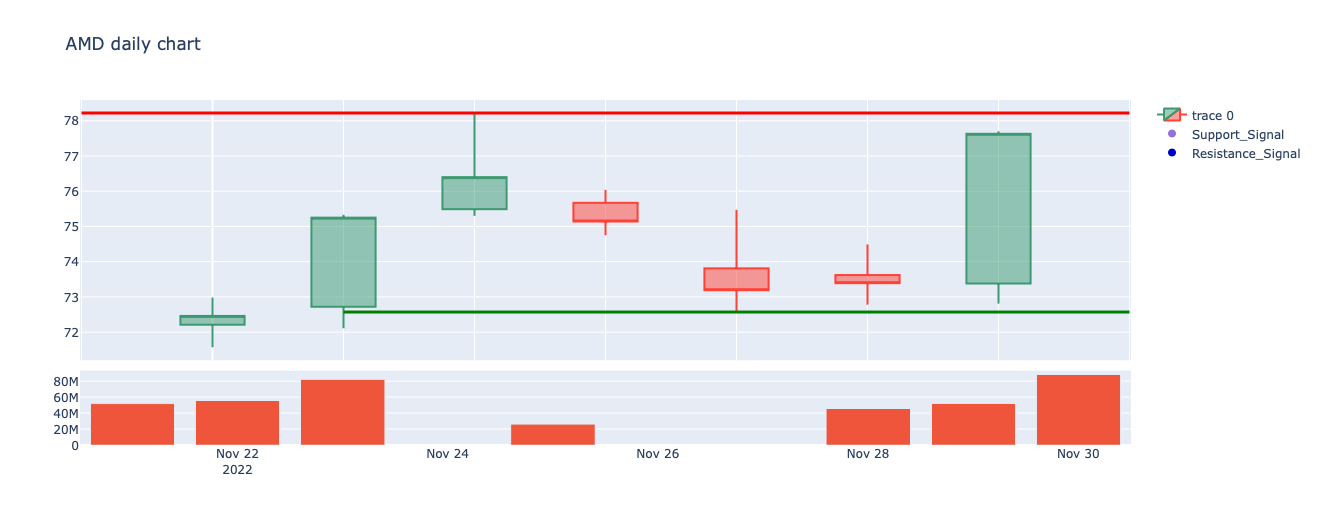 AMD daily chart
78
77
76
75
74
73
72
80M
60M
40M
20M
0
Nov 22
2022
Nov 24
Nov 26
Nov 28
Nov 30
trace 0
Support_Signal
Resistance_Signal